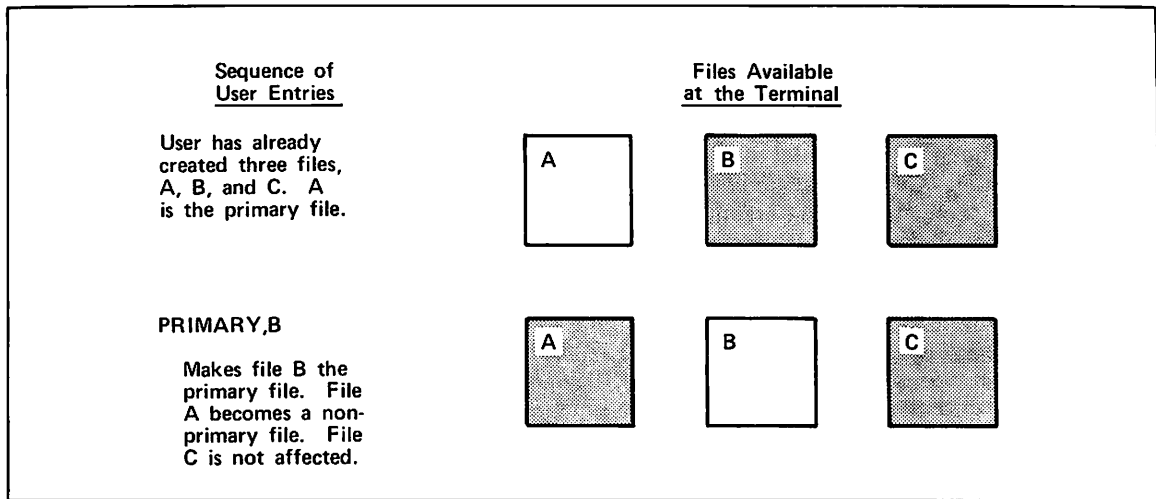 Sequence of
User Entries
Files Available
at the Terminal
User has already
created three files,
A, B, and C. A
is the primary file.
A
B
C
PRIMARY,B
Makes file B the
primary file. File
A becomes a non-
primary file. File
C is not affected.
A
B
C